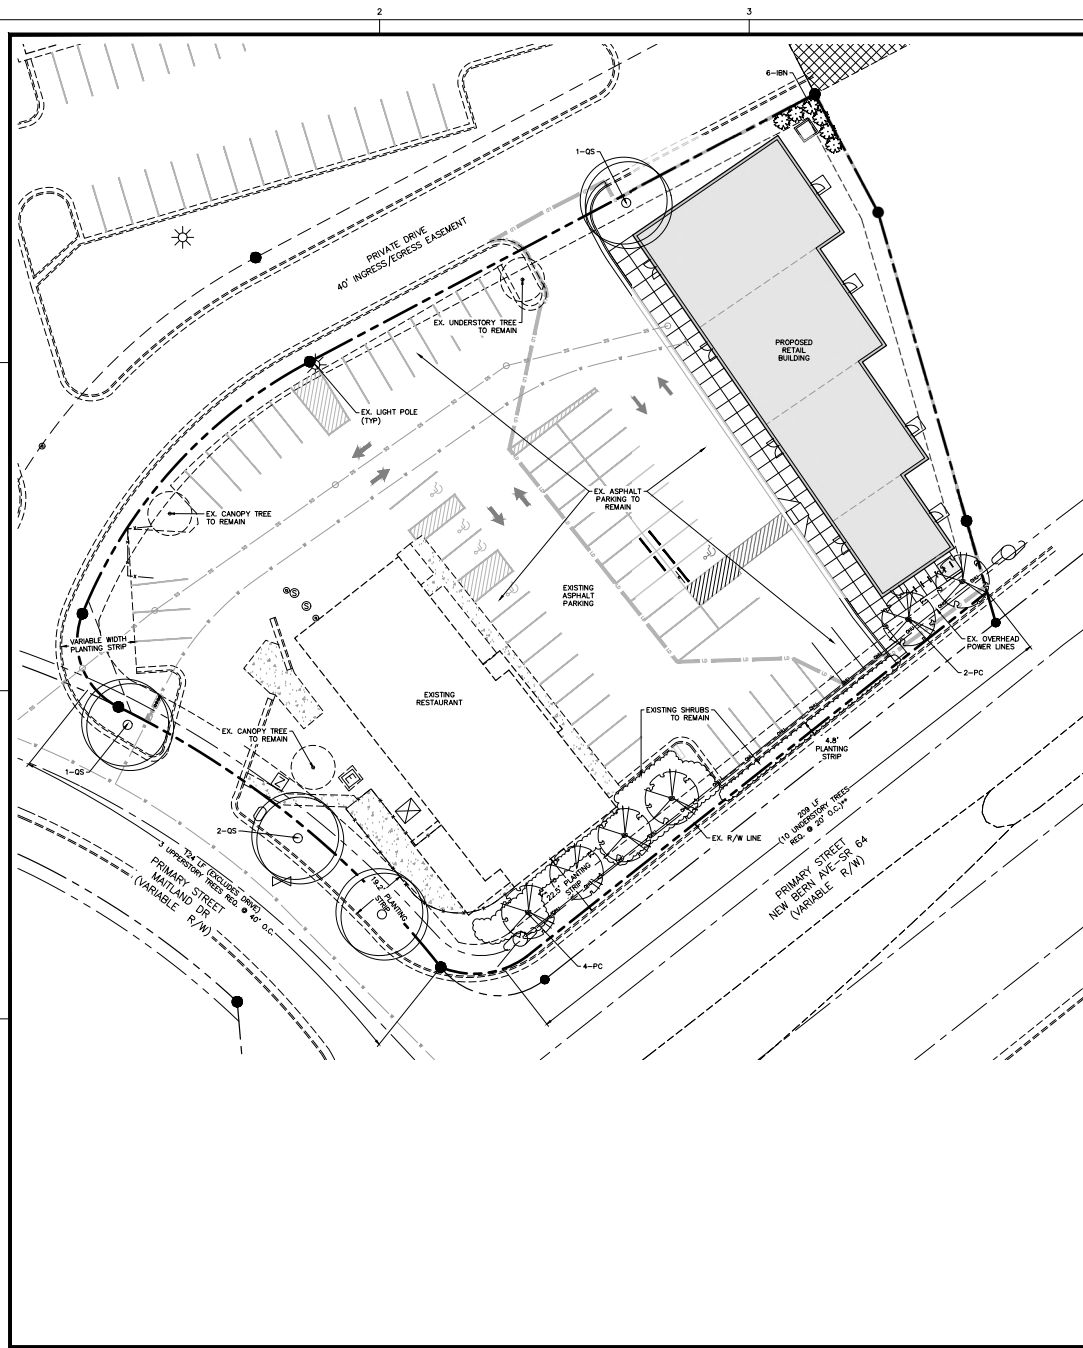 2
3
6-IBN
1-QS
PRIVATE DRIVE
40' INGRESS/EGRESS EASEMENT
EX. UNDERSTORY TREE
TO REMAIN
PROPOSED
RETAIL
BUILDING
EX. LIGHT POLE
(TYP)
EX. ASPHALT
PARKING TO
REMAIN
EX. CANOPY TREE
TO REMAIN
EXISTING
ASPHALT
PARKING
S
S
VARIABLE WIDTH
PLANTING STRIP
EX. OVERHEAD
POWER LINES
2-PC
EXISTING
RESTAURANT
EXISTING SHRUBS
TO REMAIN
EX. CANOPY TREE
TO REMAIN
4.8'
PLANTING
STRIP
1-QS
E
2-QS
EX. R/W LINE
209 LF
(10 UNDERSTORY TREES
REQ. @ 20' O.C.)**
PRIMARY STREET
NEW BERN AVE-SR 64
(VARIABLE R/W)
124 LF (EXCLUDES DRIVE)
3 UPPERSTORY TREES REQ. @ 40' O.C.
PRIMARY STREET
MAITLAND DR
(VARIABLE R/W)
19.2' PLANTING
STRIP
22.5' PLANTING
STRIP
4-PC